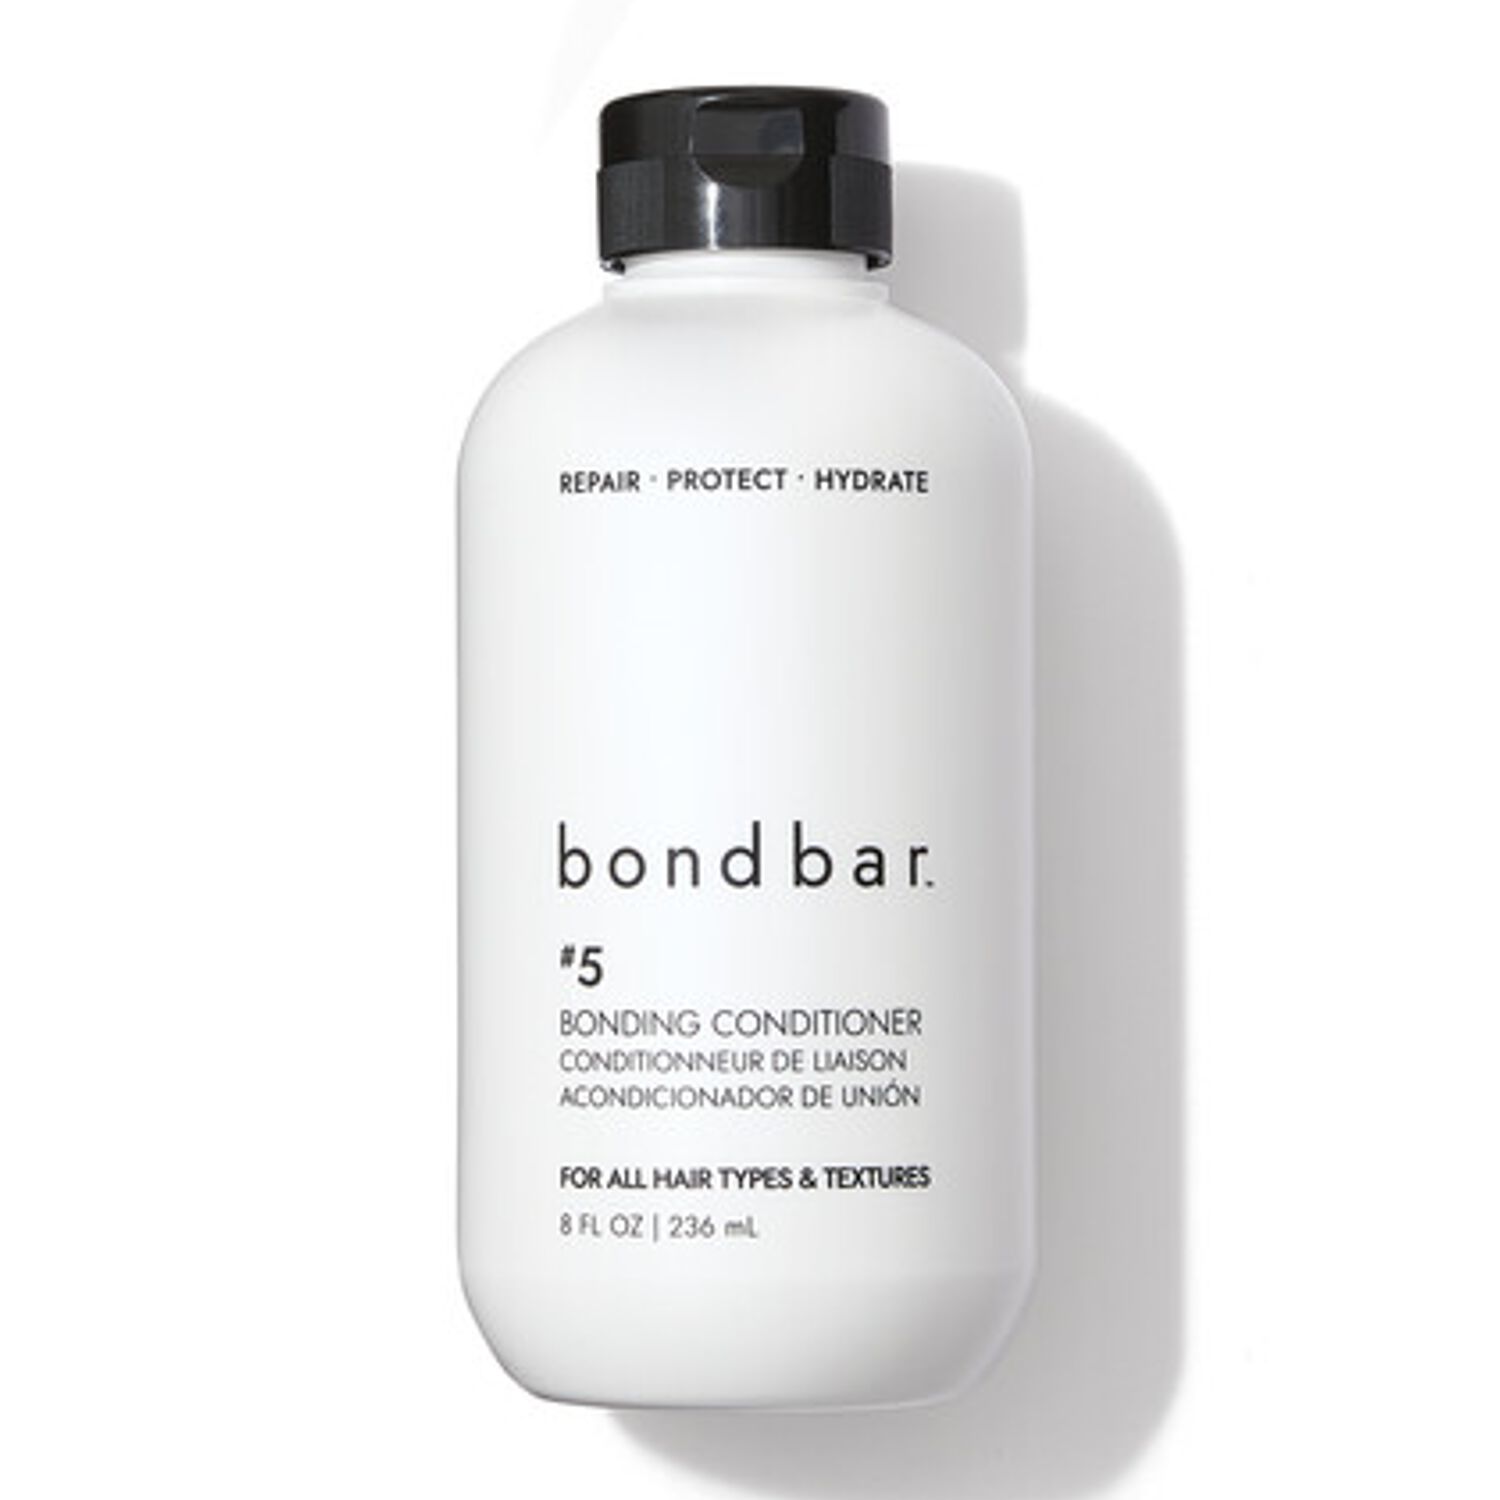 REPAIR · PROTECT · HYDRATE
bondbar™
#5
BONDING CONDITIONER
CONDITIONNEUR DE LIAISON
ACONDICIONADOR DE UNIÓN
FOR ALL HAIR TYPES & TEXTURES
8 FL OZ | 236 mL